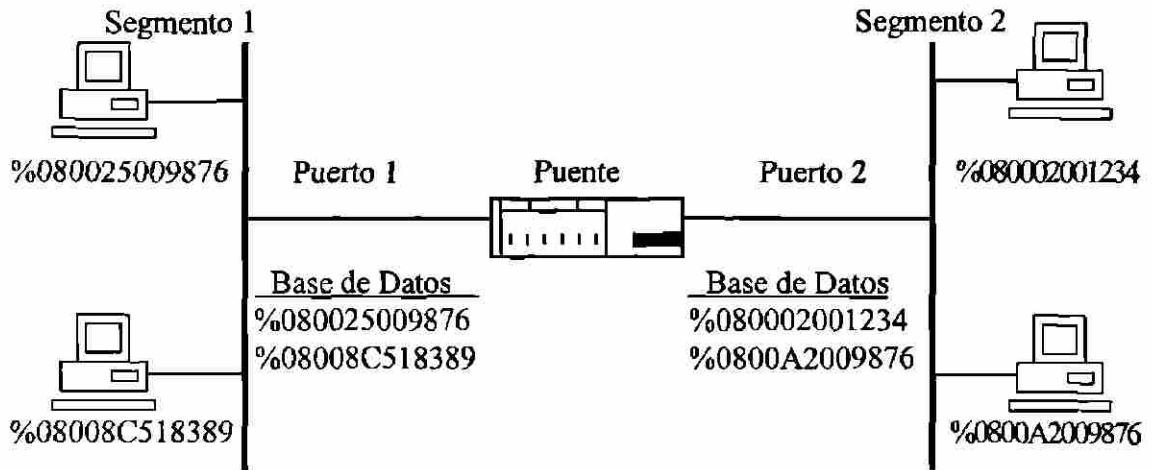 Segmento 1
Segmento 2
%080025009876
Puerto 1
Puente
Puerto 2
%080002001234
Base de Datos
%080025009876
%08008C518389
Base de Datos
%080002001234
%0800A2009876
%08008C518389
%0800A2009876